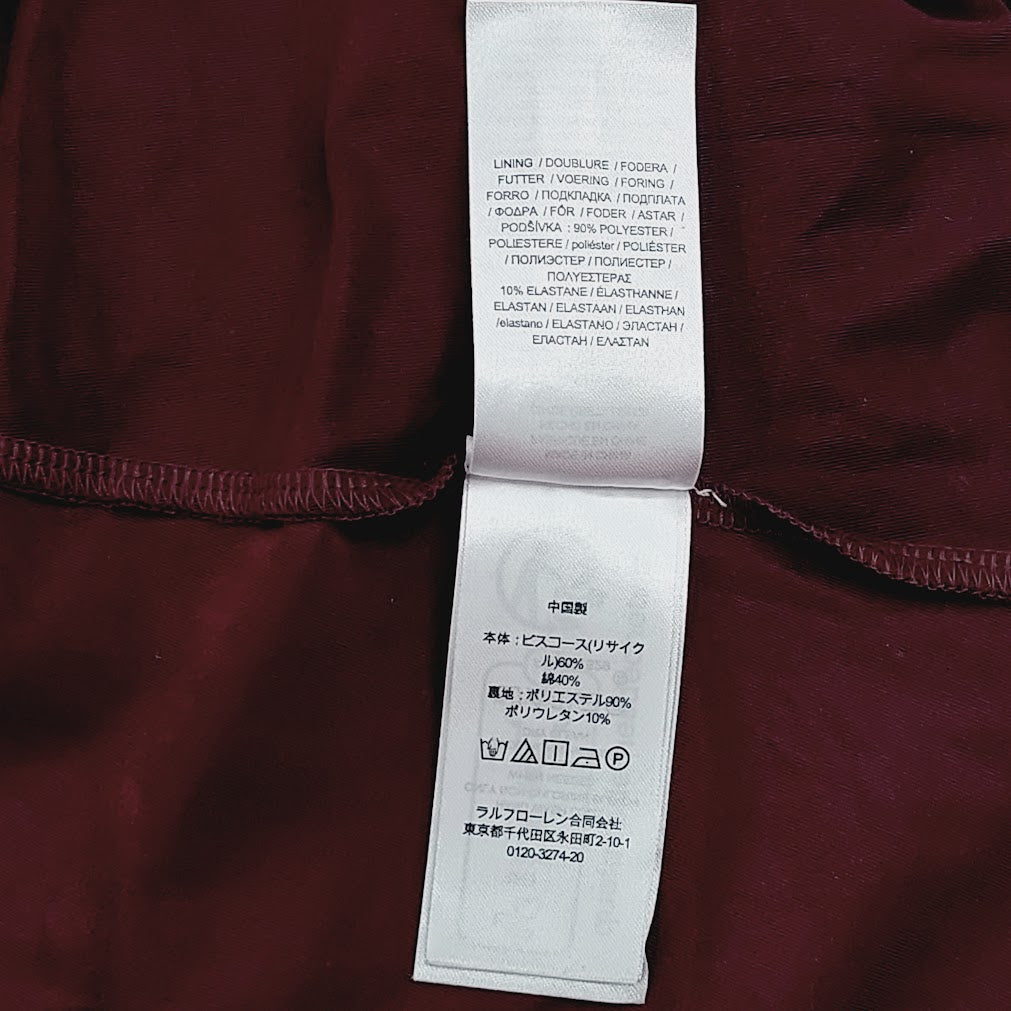 LINING / DOUBLURE / FODERA /
FUTTER / VOERING / FORING /
FORRO / ПОДКЛАДКА / ПОДПЛАТА
/ ΦΟΔΡΑ / FÔR / FODER / ASTAR /
PODŠÍVKA : 90% POLYESTER /
POLIESTERE / poliéster / POLIÉSTER
/ ПОЛИЭСТЕР / ПОЛИЕСТЕР /
ΠΟΛΥΕΣΤΕΡΑΣ
10% ELASTANE / ÉLASTHANNE /
ELASTAN / ELASTAAN / ELASTHAN
/elastano / ELASTANO / ЭЛАСТАН /
ЕЛАСТАН / ΕΛΑΣΤΑΝ
中国製
本体 : ビスコース(リサイク
ル)60%
綿40%
裏地 : ポリエステル90%
ポリウレタン10%
P
ラルフローレン合同会社
東京都千代田区永田町2-10-1
0120-3274-20